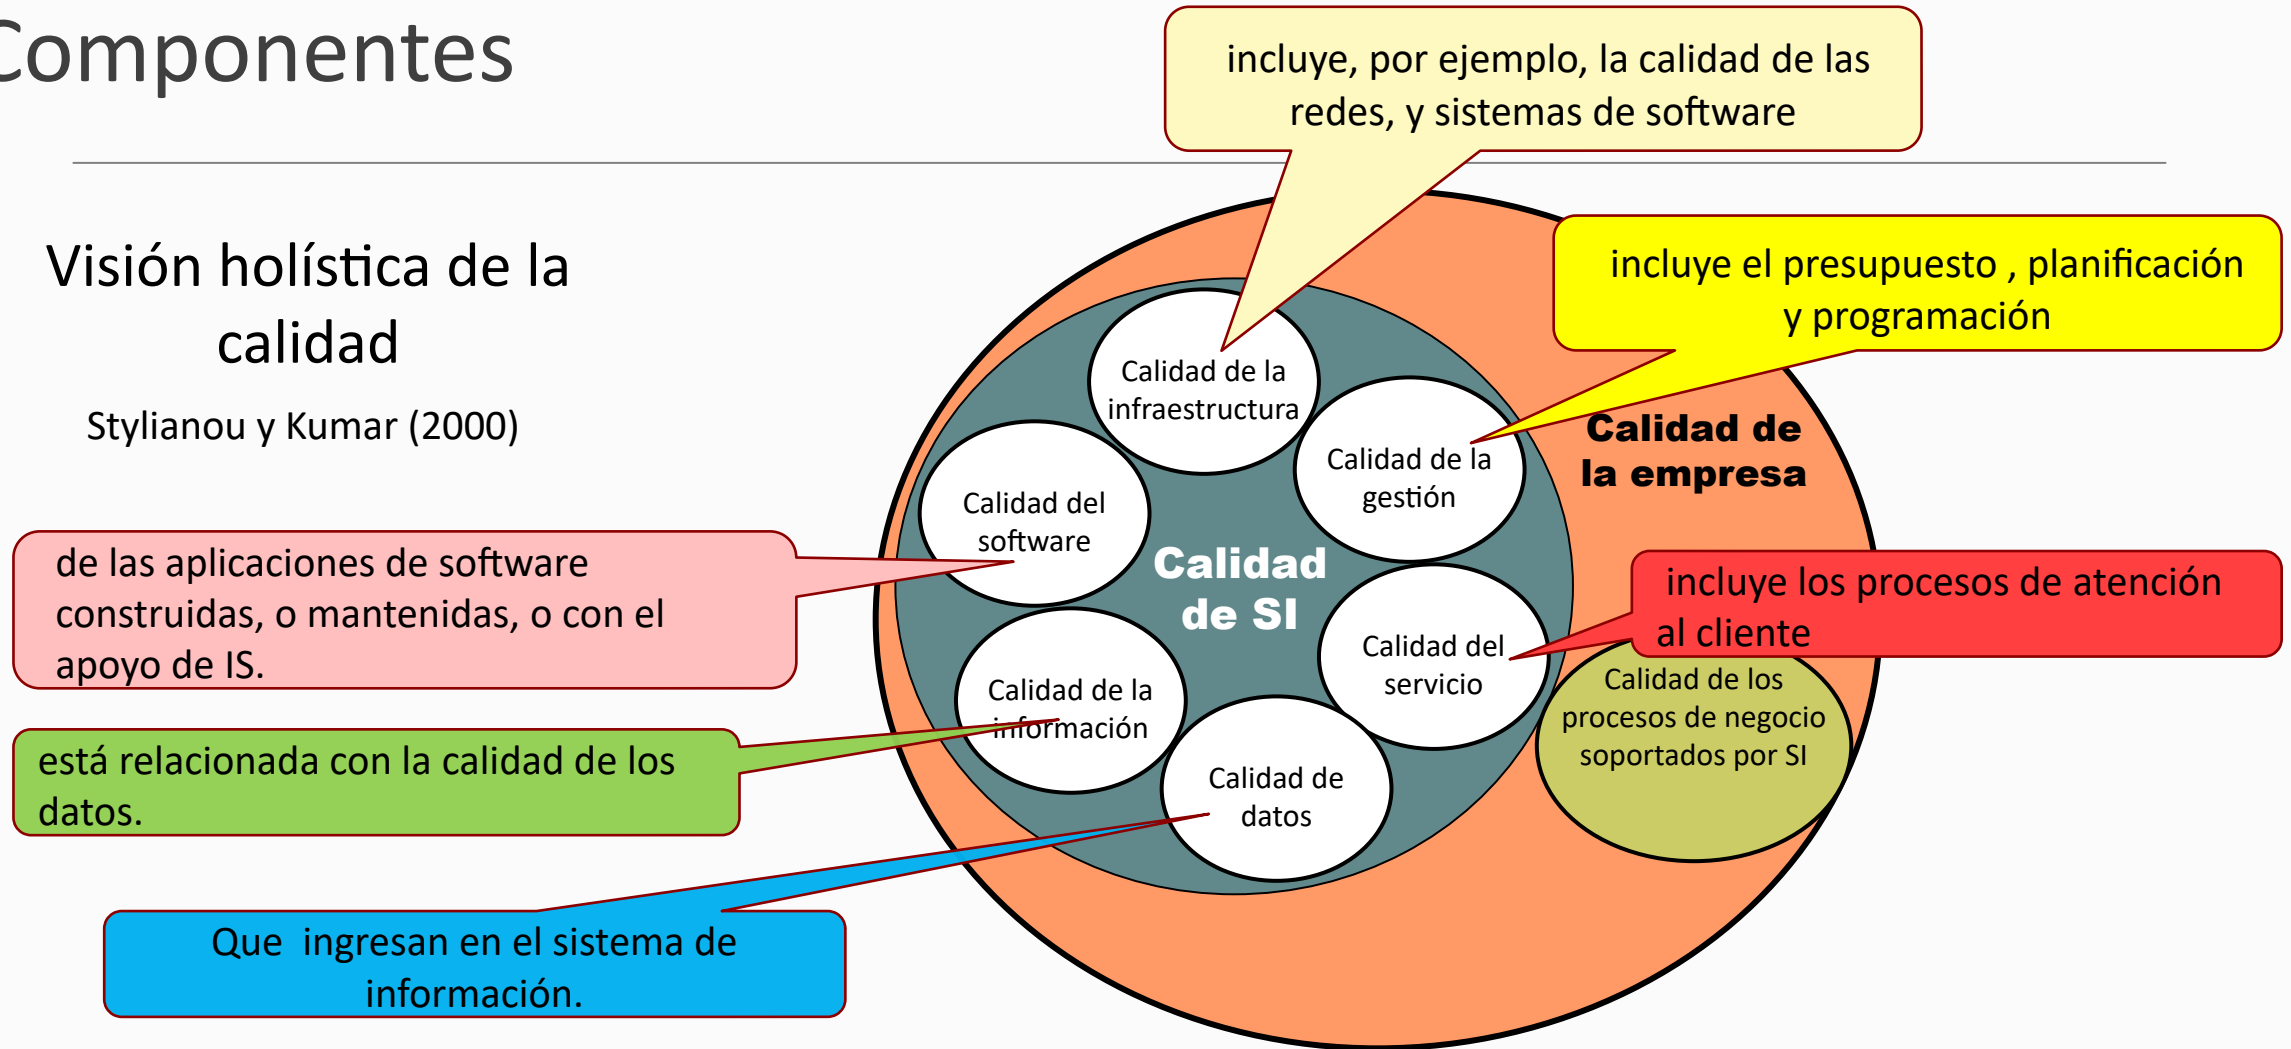 Componentes
incluye, por ejemplo, la calidad de las
redes, y sistemas de software
Visión holística de la
calidad
Stylianou y Kumar (2000)
incluye el presupuesto , planificación
y programación
Calidad de la
infraestructura
Calidad de la
gestión
Calidad de
la empresa
Calidad del
software
Calidad
de SI
de las aplicaciones de software
construidas, o mantenidas, o con el
apoyo de IS.
incluye los procesos de atención
al cliente
Calidad del
servicio
Calidad de los
procesos de negocio
soportados por SI
Calidad de la
información
está relacionada con la calidad de los
datos.
Calidad de
datos
Que ingresan en el sistema de
información.